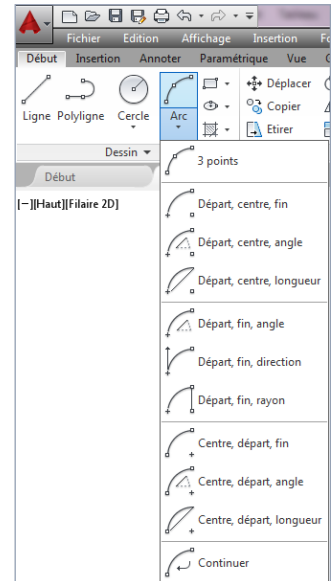 Fichier Edition Affichage Insertion
Début Insertion Annoter Paramétrique Vue
Ligne Polyligne Cercle Arc
Déplacer
Copier
Etirer
Dessin
Début
[−][Haut][Filaire 2D]
3 points
Départ, centre, fin
Départ, centre, angle
Départ, centre, longueur
Départ, fin, angle
Départ, fin, direction
Départ, fin, rayon
Centre, départ, fin
Centre, départ, angle
Centre, départ, longueur
Continuer